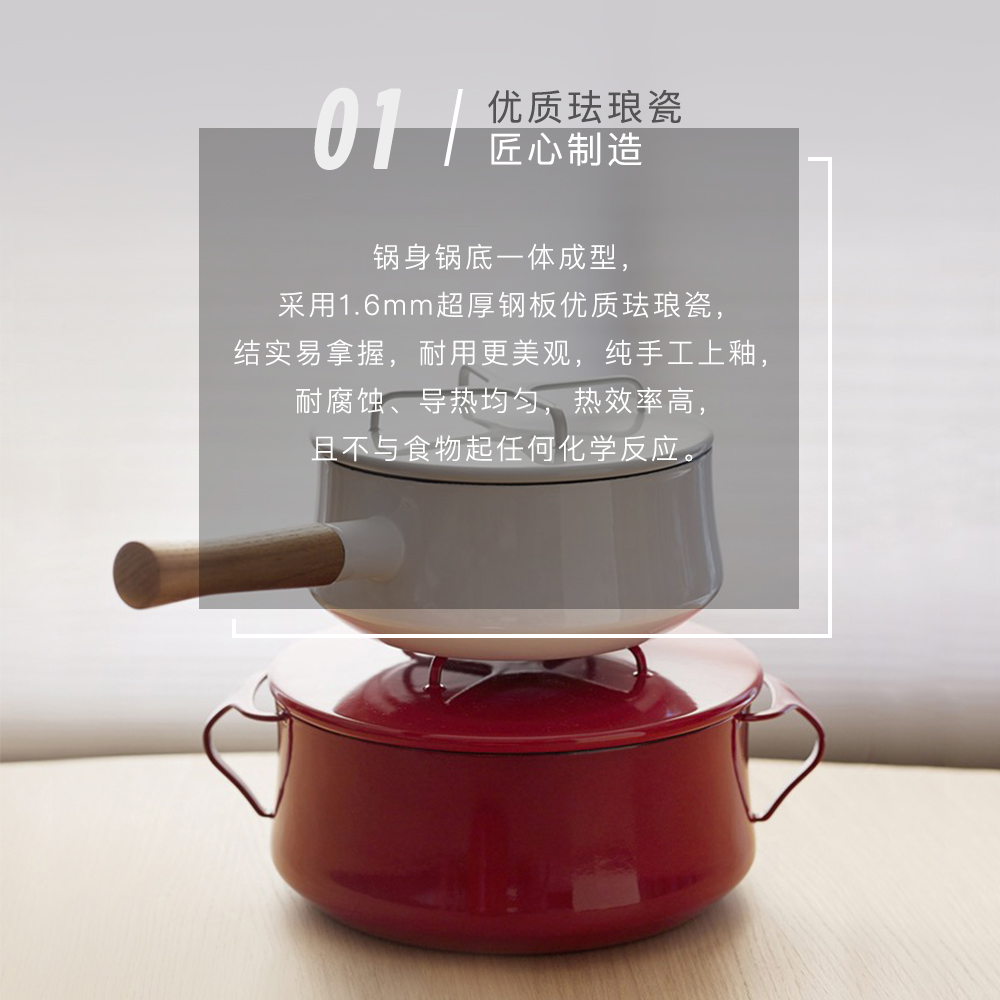 01 / 优质珐琅瓷
匠心制造
锅身锅底一体成型，
采用1.6mm超厚钢板优质珐琅瓷，
结实易拿握，耐用更美观，纯手工上釉，
耐腐蚀、导热均匀，热效率高，
且不与食物起任何化学反应。